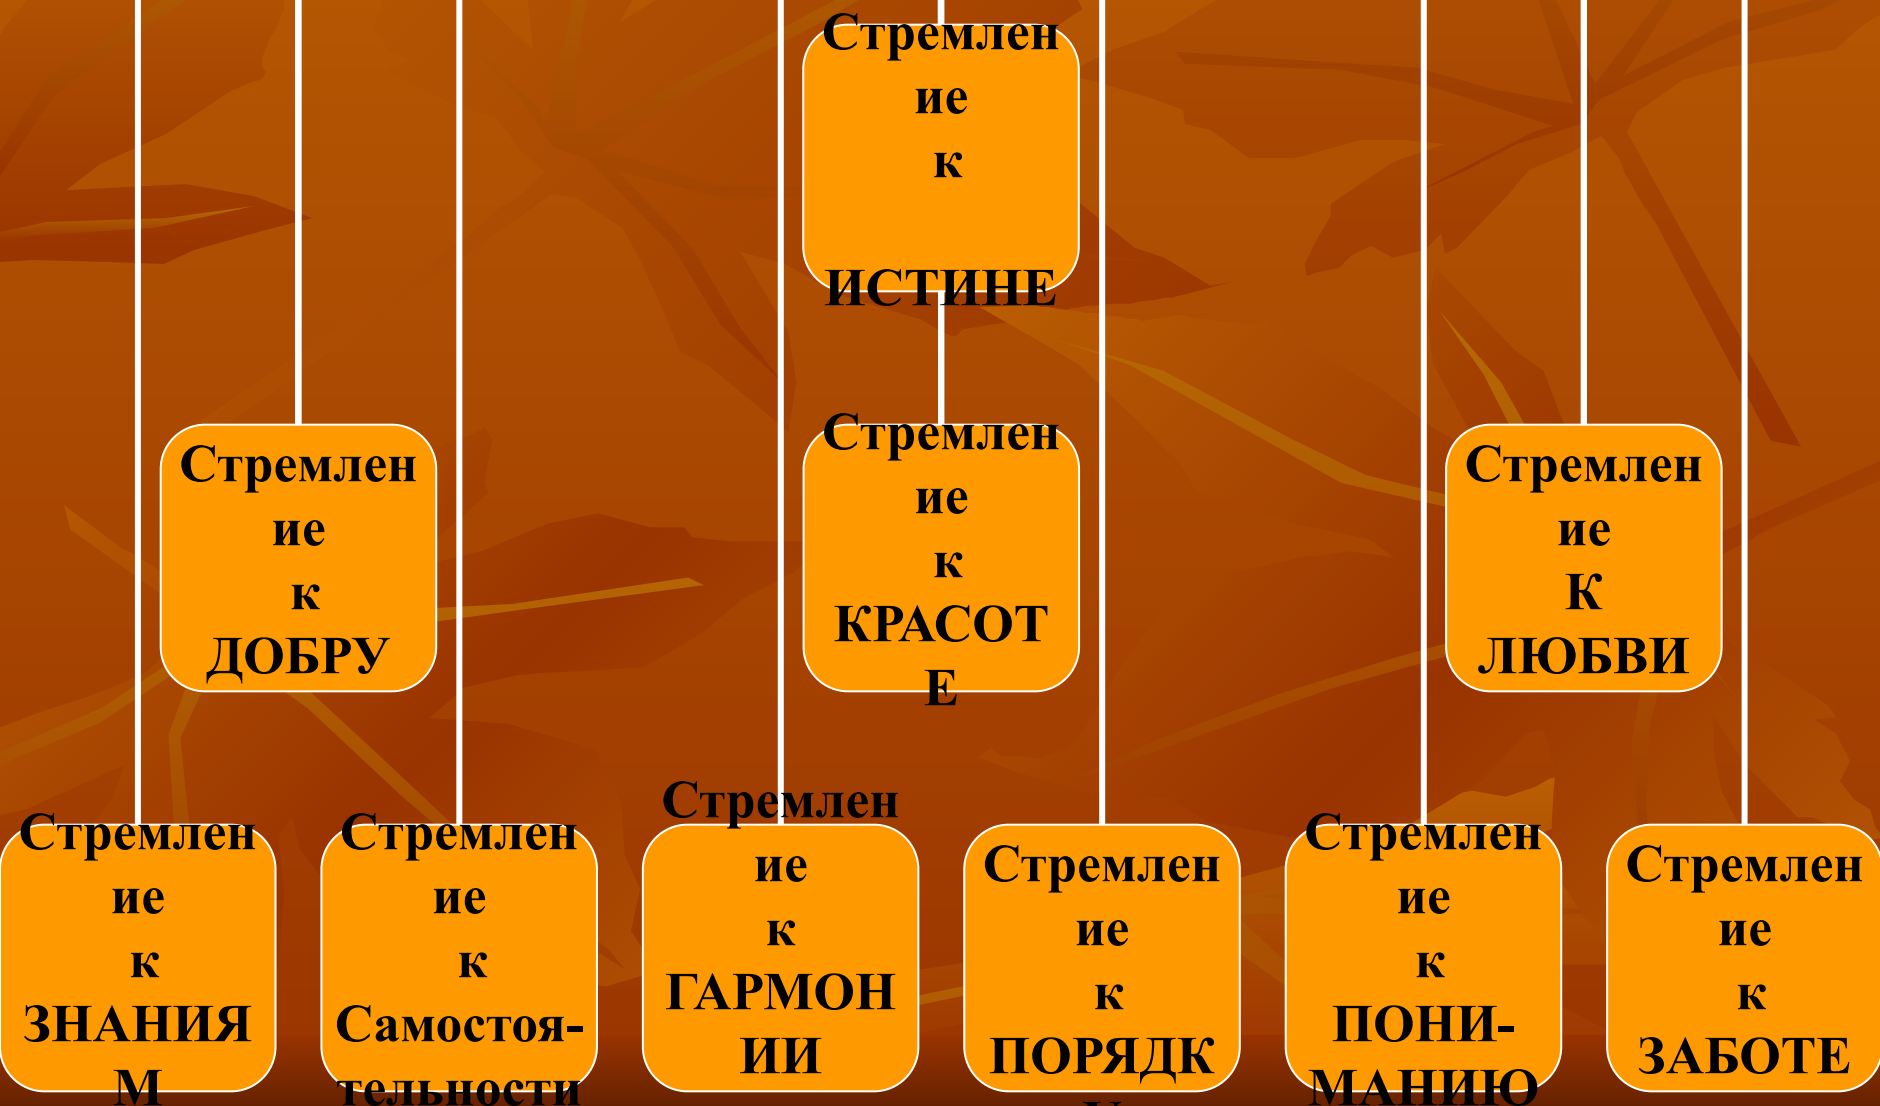 Стремлен
ие
к
ИСТИНЕ
Стремлен
ие
к
ДОБРУ
Стремлен
ие
к
КРАСОТ
Е
Стремлен
ие
К
ЛЮБВИ
Стремлен
ие
к
ЗНАНИЯ
М
Стремлен
ие
к
Самостоя-
тельности
Стремлен
ие
к
ГАРМОН
ИИ
Стремлен
ие
к
ПОРЯДК
У
Стремлен
ие
к
ПОНИ-
МАНИЮ
Стремлен
ие
к
ЗАБОТЕ